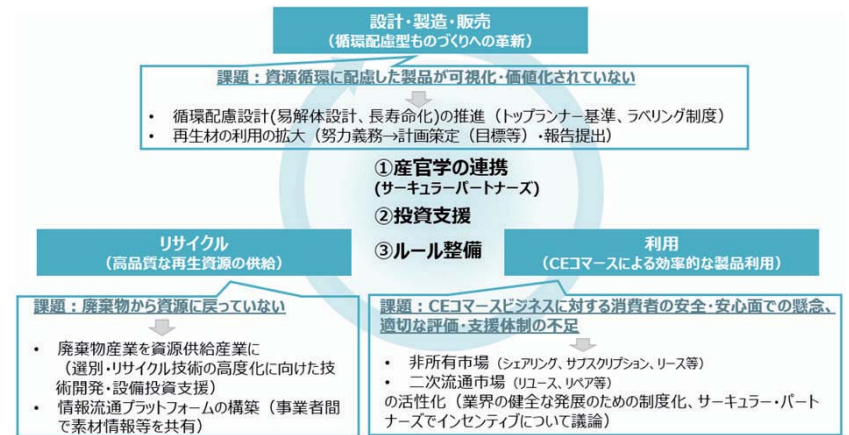 設計・製造・販売
（循環配慮型ものづくりへの革新）
課題：資源循環に配慮した製品が可視化・価値化されていない
・ 循環配慮設計(易解体設計、長寿命化)の推進（トップランナー基準、ラベリング制度）
・ 再生材の利用の拡大（努力義務→計画策定（目標等）・報告提出）
①産官学の連携
(サーキュラーパートナーズ)
②投資支援
③ルール整備
リサイクル
（高品質な再生資源の供給）
課題：廃棄物から資源に戻っていない
・ 廃棄物産業を資源供給産業に
（選別・リサイクル技術の高度化に向けた技
術開発・設備投資支援）
・ 情報流通プラットフォームの構築（事業者間
で素材情報等を共有）
利用
（CEコマースによる効率的な製品利用）
課題：CEコマースビジネスに対する消費者の安全・安心面での懸念、
適切な評価・支援体制の不足
・ 非所有市場（シェアリング、サブスクリプション、リース等）
・ 二次流通市場（リユース、リペア等）
の活性化（業界の健全な発展のための制度化、サーキュラー・パート
ナーズでインセンティブについて議論）